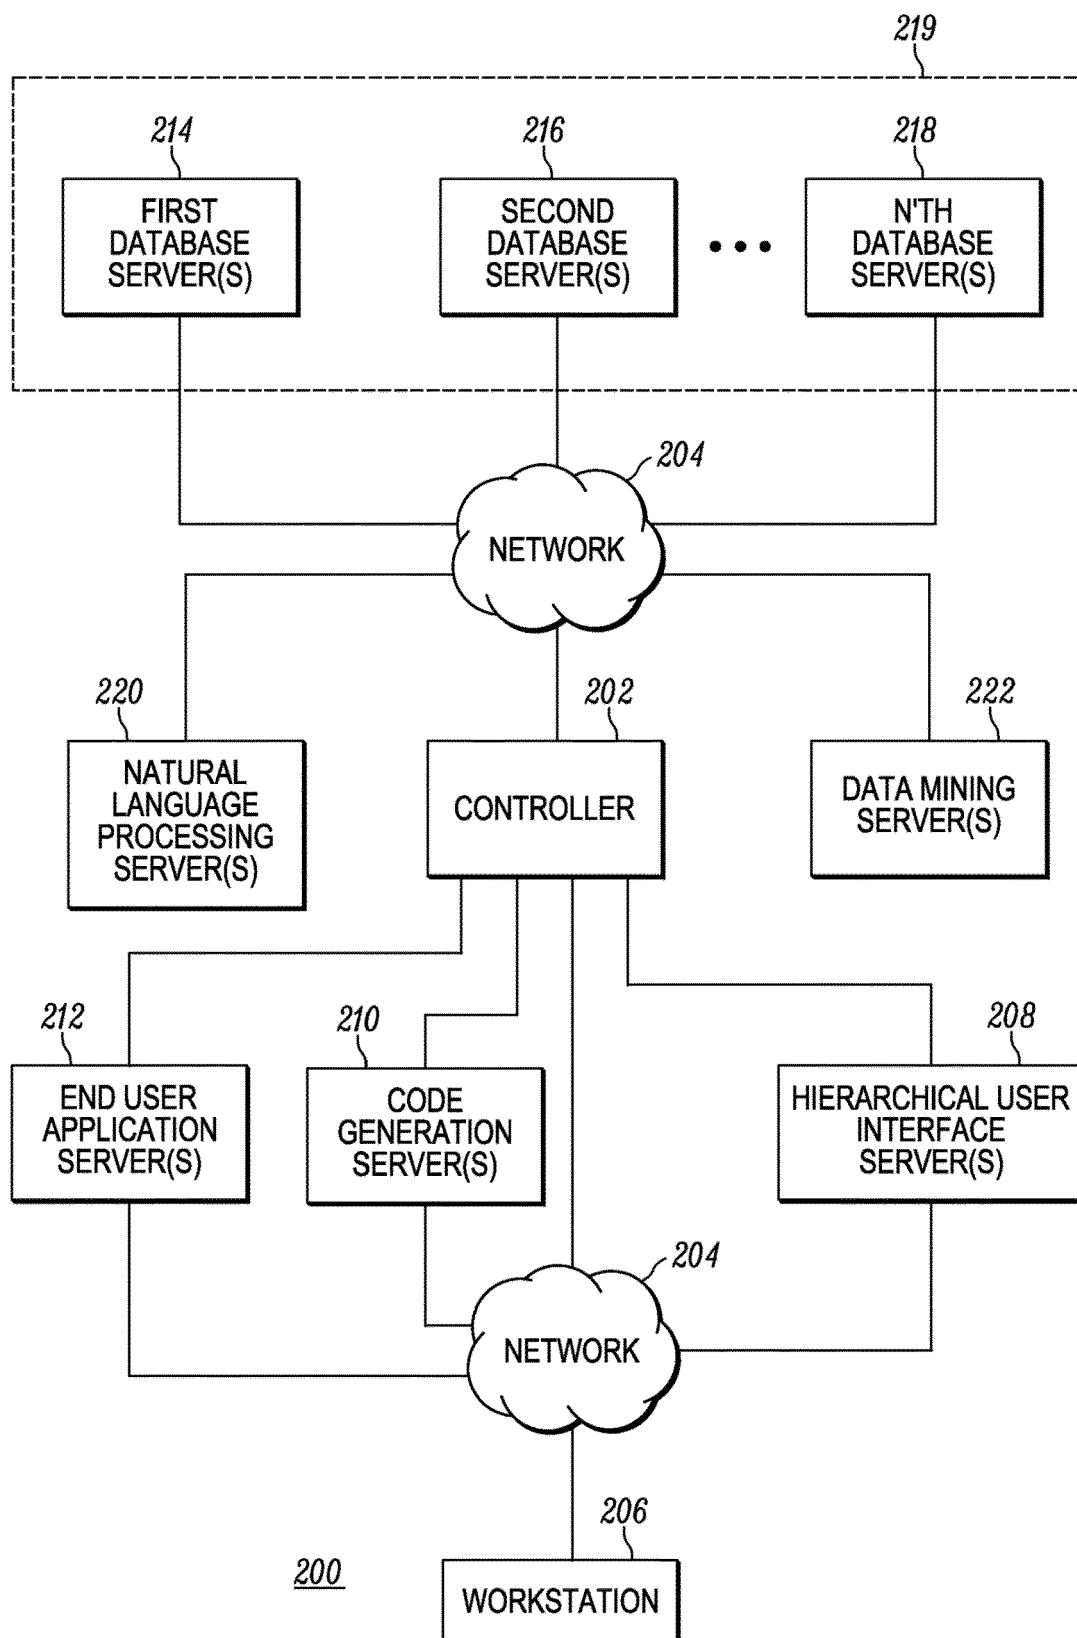 219
214
216
218
FIRST
DATABASE
SERVER(S)
SECOND
DATABASE
SERVER(S)
N'TH
DATABASE
SERVER(S)
204
NETWORK
220
202
222
NATURAL
LANGUAGE
PROCESSING
SERVER(S)
CONTROLLER
DATA MINING
SERVER(S)
212
210
208
END USER
APPLICATION
SERVER(S)
CODE
GENERATION
SERVER(S)
HIERARCHICAL USER
INTERFACE
SERVER(S)
204
NETWORK
206
200
WORKSTATION